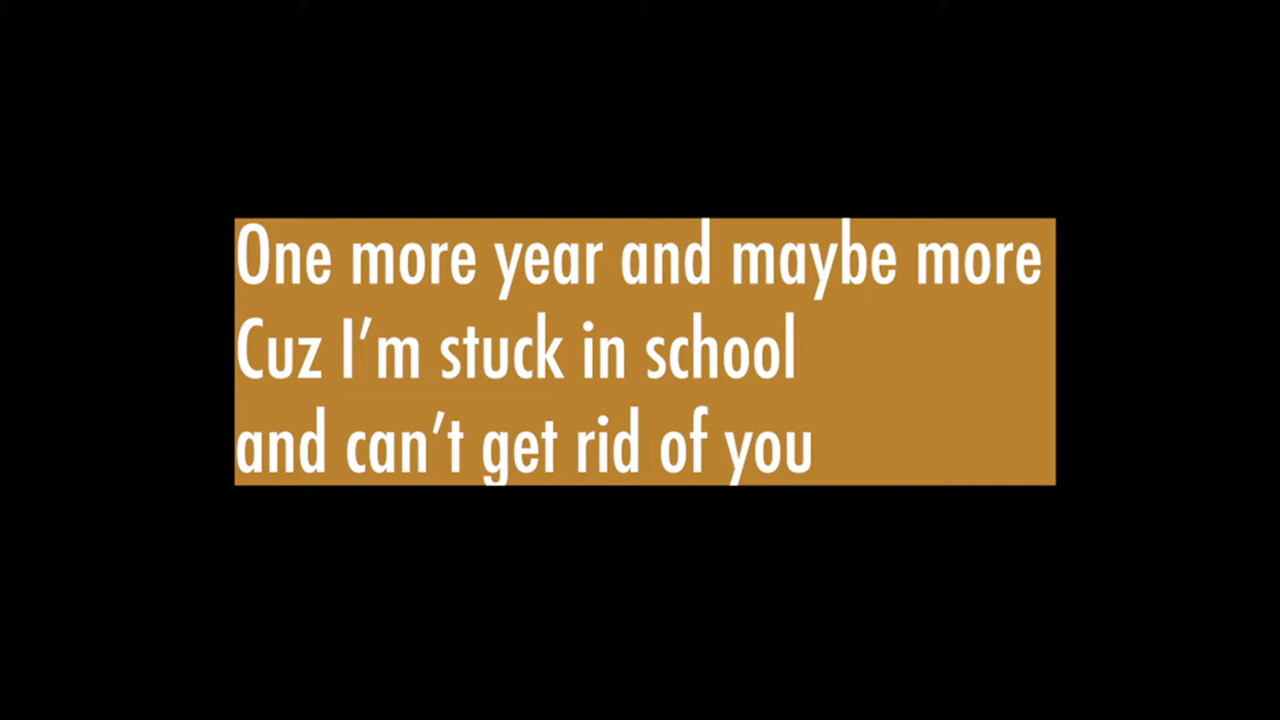 One more year and maybe more
Cuz I’m stuck in school
and can’t get rid of you